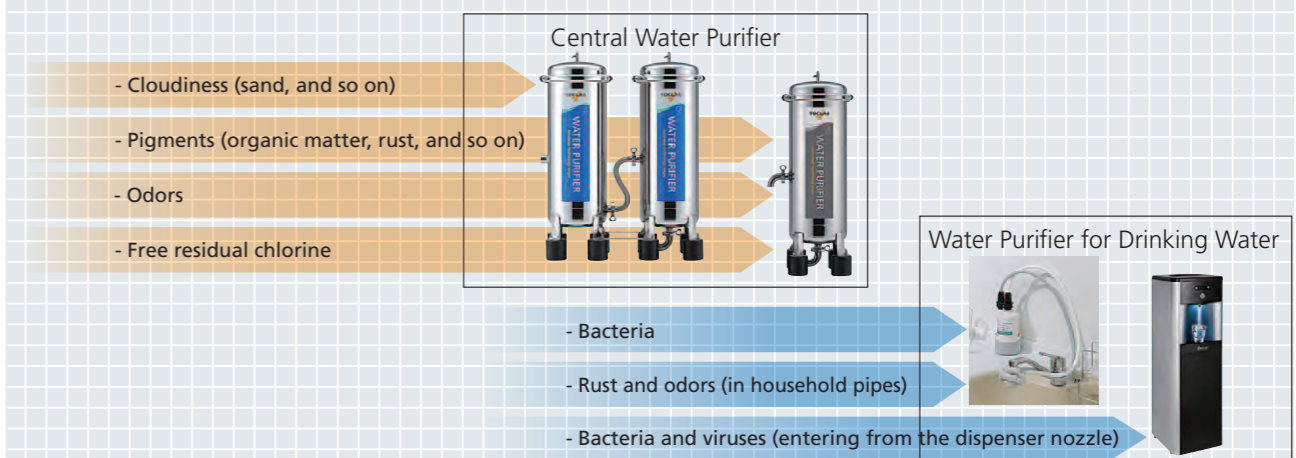 Central Water Purifier
- Cloudiness (sand, and so on)
- Pigments (organic matter, rust, and so on)
- Odors
- Free residual chlorine
WATER PURIFIER
WATER PURIFIER
WATER PURIFIER
Water Purifier for Drinking Water
- Bacteria
- Rust and odors (in household pipes)
- Bacteria and viruses (entering from the dispenser nozzle)